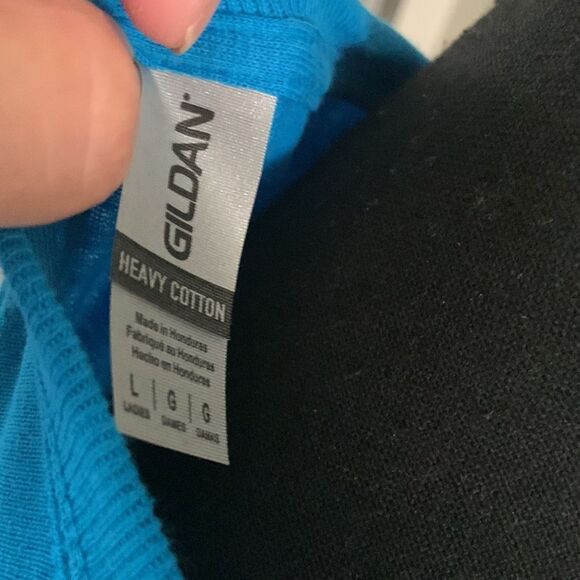 GILDAN
HEAVY COTTON
Made in Honduras
Fabriqué au Honduras
Hecho en Honduras
L | G | G
LADIES DAMES DAMAS